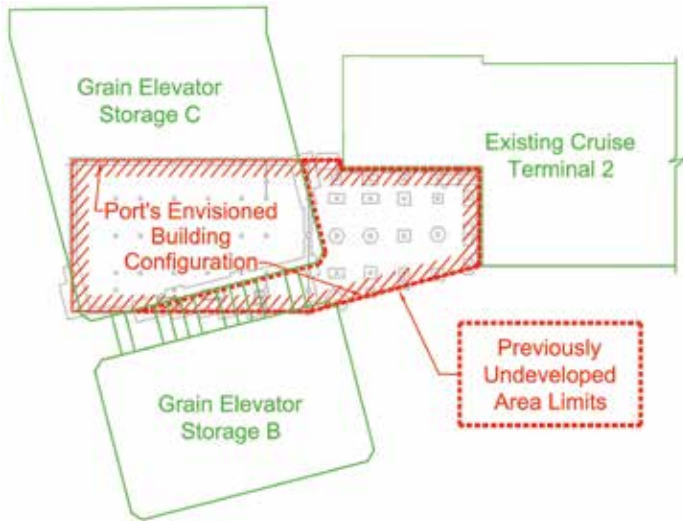 Grain Elevator
Storage C
Existing Cruise
Terminal 2
Port's Envisioned
Building
Configuration
Previously
Undeveloped
Area Limits
Grain Elevator
Storage B